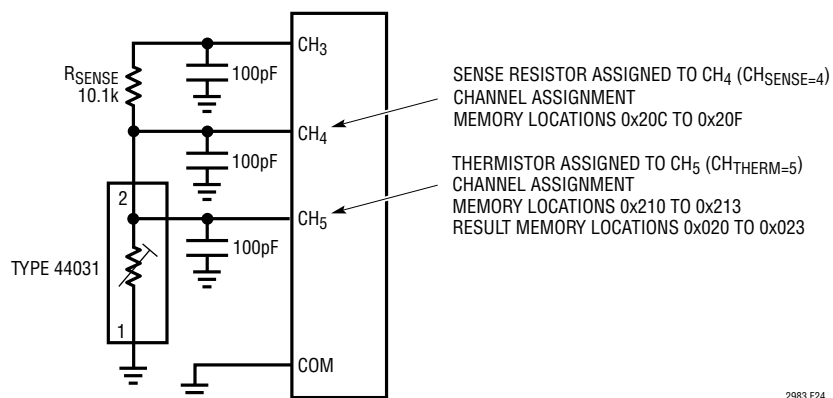 CH3
RSENSE
10.1k
100pF
SENSE RESISTOR ASSIGNED TO CH4 (CHSENSE=4)
CHANNEL ASSIGNMENT
MEMORY LOCATIONS 0x20C TO 0x20F
CH4
100pF
THERMISTOR ASSIGNED TO CH5 (CHTHERM=5)
CHANNEL ASSIGNMENT
MEMORY LOCATIONS 0x210 TO 0x213
RESULT MEMORY LOCATIONS 0x020 TO 0x023
2
CH5
100pF
TYPE 44031
1
COM
2983 F24